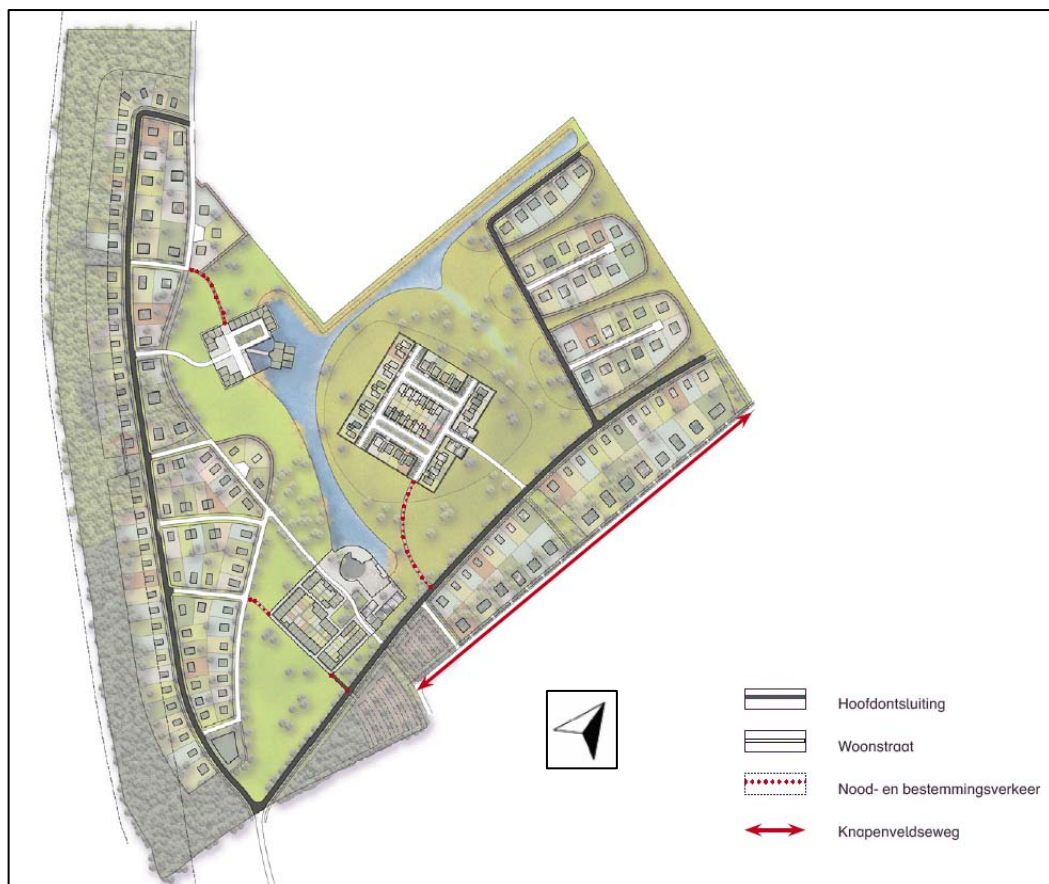 Hoofdontsluiting
Woonstraat
Nood- en bestemmingsverkeer
Knapenveldseweg